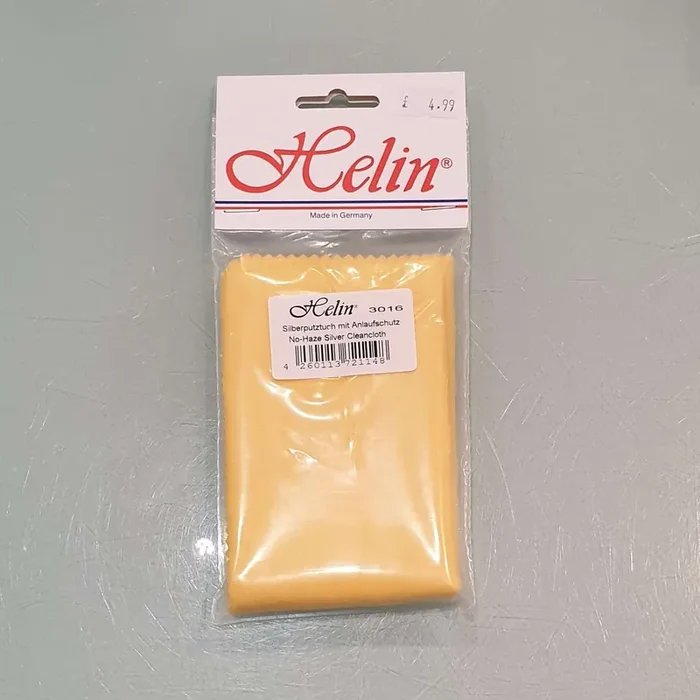 £ 4.99
Helin®
Made in Germany
Helin® 3016
Silberputztuch mit Anlaufschutz
No-Haze Silver Cleancloth
4 260113 721148